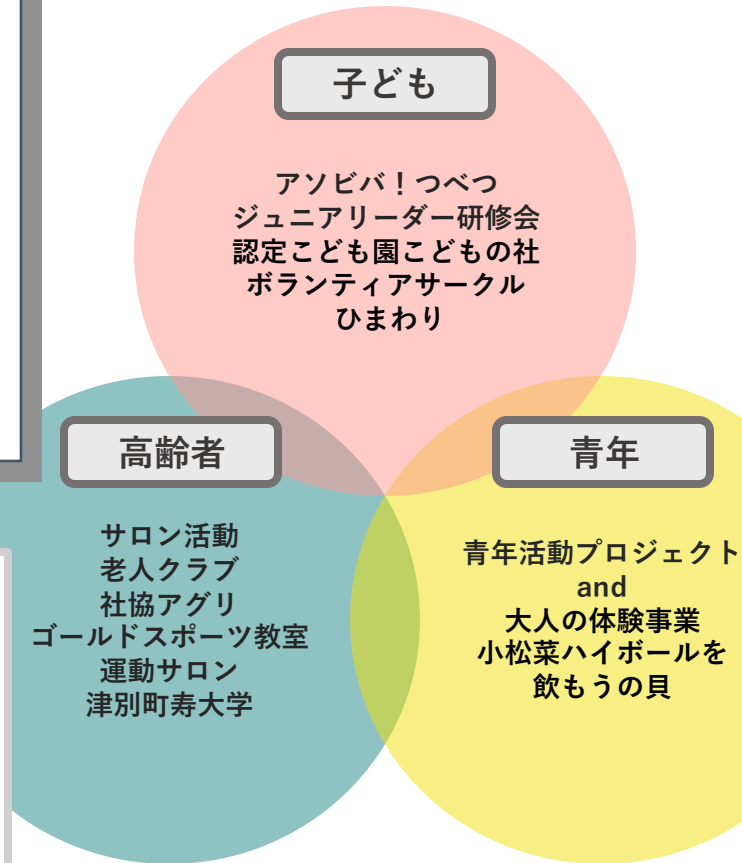 子ども
アソビバ！つべつ
ジュニアリーダー研修会
認定こども園こどもの社
ボランティアサークル
ひまわり
高齢者
サロン活動
老人クラブ
社協アグリ
ゴールドスポーツ教室
運動サロン
津別町寿大学
青年
青年活動プロジェクト
and
大人の体験事業
小松菜ハイボールを
飲もうの貝